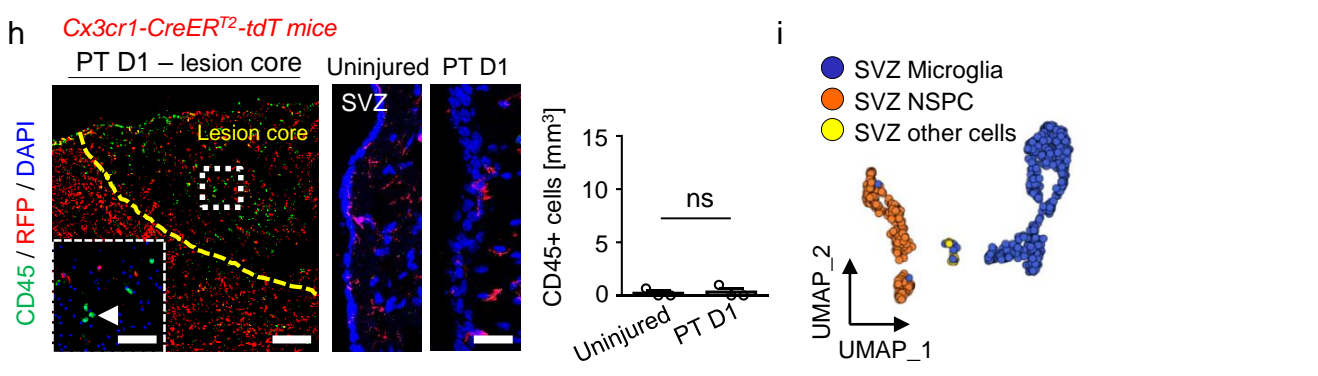 h
Cx3cr1-CreERT2-tdT mice
PT D1 – lesion core
Uninjured PT D1
CD45 / RFP / DAPI
Lesion core
SVZ
CD45+ cells [mm3]
15
10
5
0
ns
Uninjured
PT D1
i
SVZ Microglia
SVZ NSPC
SVZ other cells
UMAP_2
UMAP_1